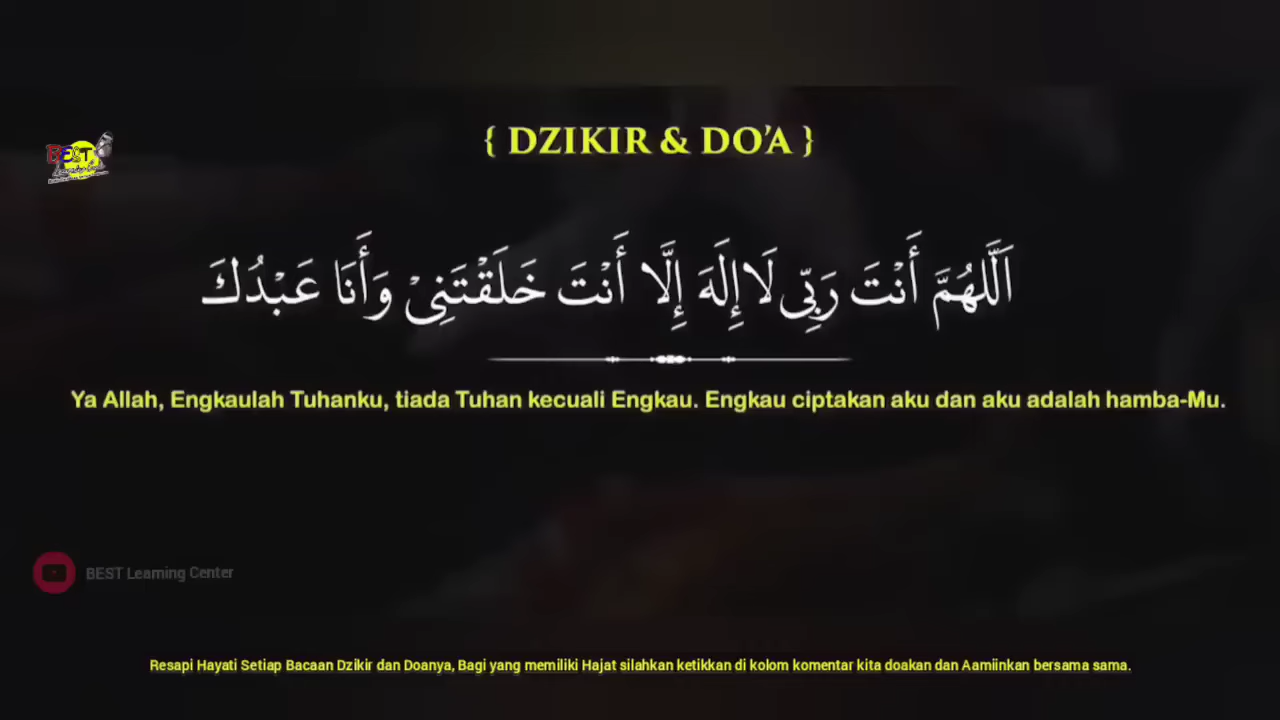 { DZIKIR & DO’A }
BEST
اَللّٰهُمَّ أَنْتَ رَبِّى لَا إِلَهَ إِلَّا أَنْتَ خَلَقْتَنِىْ وَأَنَا عَبْدُكَ
Ya Allah, Engkaulah Tuhanku, tiada Tuhan kecuali Engkau. Engkau ciptakan aku dan aku adalah hamba-Mu.
BEST Learning Center
Resapi Hayati Setiap Bacaan Dzikir dan Doanya, Bagi yang memiliki Hajat silahkan ketikkan di kolom komentar kita doakan dan Aamiinkan bersama sama.